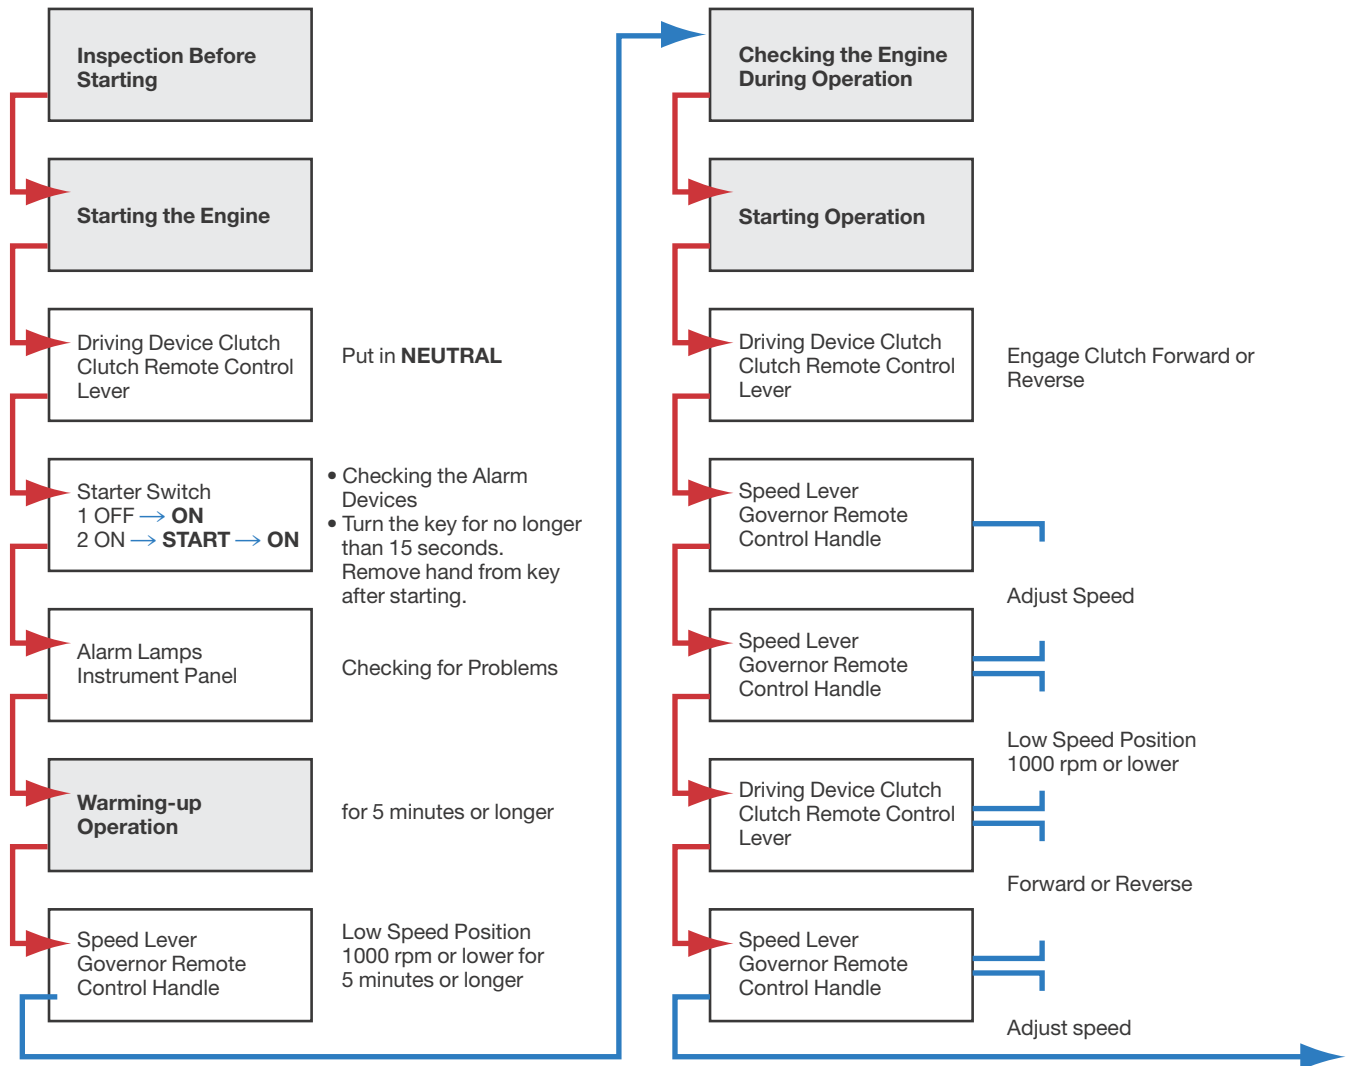 Inspection Before
Starting
Starting the Engine
Driving Device Clutch
Clutch Remote Control
Lever
Put in NEUTRAL
Starter Switch
1 OFF → ON
2 ON → START → ON
• Checking the Alarm
Devices
• Turn the key for no longer
than 15 seconds.
Remove hand from key
after starting.
Alarm Lamps
Instrument Panel
Checking for Problems
Warming-up
Operation
for 5 minutes or longer
Speed Lever
Governor Remote
Control Handle
Low Speed Position
1000 rpm or lower for
5 minutes or longer
Checking the Engine
During Operation
Starting Operation
Driving Device Clutch
Clutch Remote Control
Lever
Engage Clutch Forward or
Reverse
Speed Lever
Governor Remote
Control Handle
Adjust Speed
Speed Lever
Governor Remote
Control Handle
Low Speed Position
1000 rpm or lower
Driving Device Clutch
Clutch Remote Control
Lever
Forward or Reverse
Speed Lever
Governor Remote
Control Handle
Adjust speed